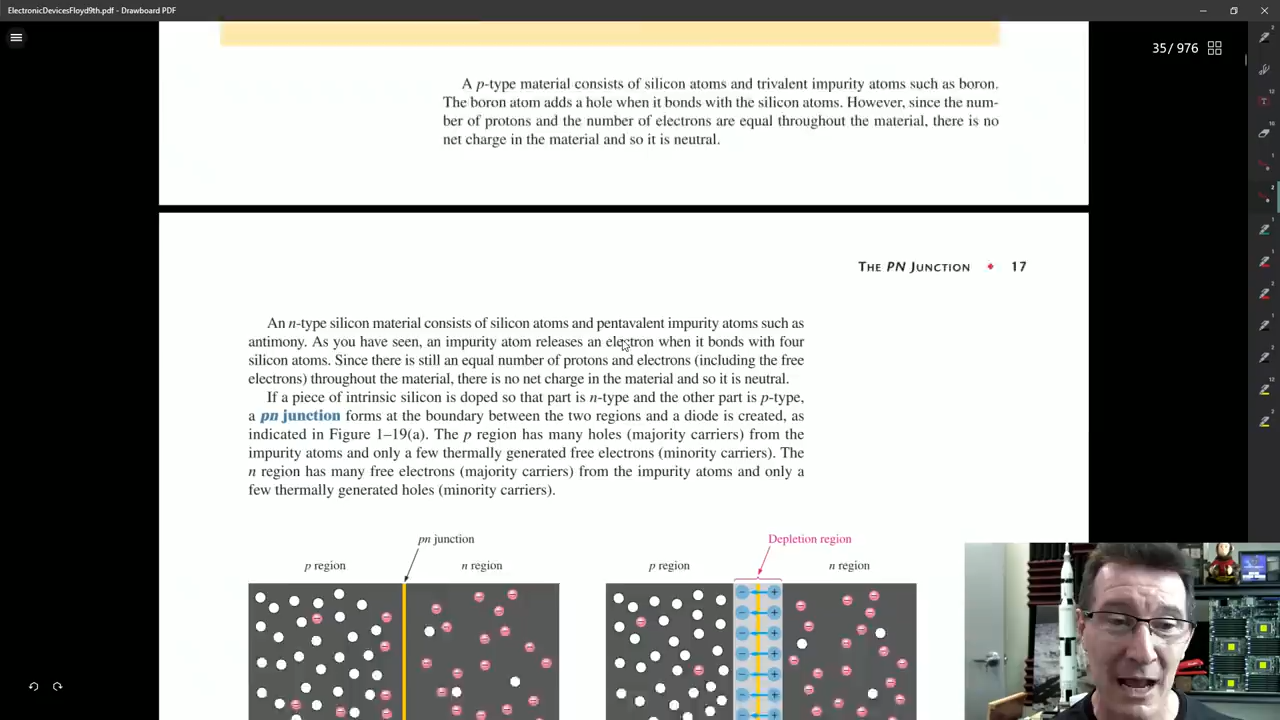 ElectronicDevicesFloyd9th.pdf - Drawboard PDF
35/ 976
A p-type material consists of silicon atoms and trivalent impurity atoms such as boron.
The boron atom adds a hole when it bonds with the silicon atoms. However, since the num-
ber of protons and the number of electrons are equal throughout the material, there is no
net charge in the material and so it is neutral.
THE PN JUNCTION ◆ 17
An n-type silicon material consists of silicon atoms and pentavalent impurity atoms such as
antimony. As you have seen, an impurity atom releases an electron when it bonds with four
silicon atoms. Since there is still an equal number of protons and electrons (including the free
electrons) throughout the material, there is no net charge in the material and so it is neutral.
If a piece of intrinsic silicon is doped so that part is n-type and the other part is p-type,
a pn junction forms at the boundary between the two regions and a diode is created, as
indicated in Figure 1–19(a). The p region has many holes (majority carriers) from the
impurity atoms and only a few thermally generated free electrons (minority carriers). The
n region has many free electrons (majority carriers) from the impurity atoms and only a
few thermally generated holes (minority carriers).
pn junction
Depletion region
p region
n region
p region
n region